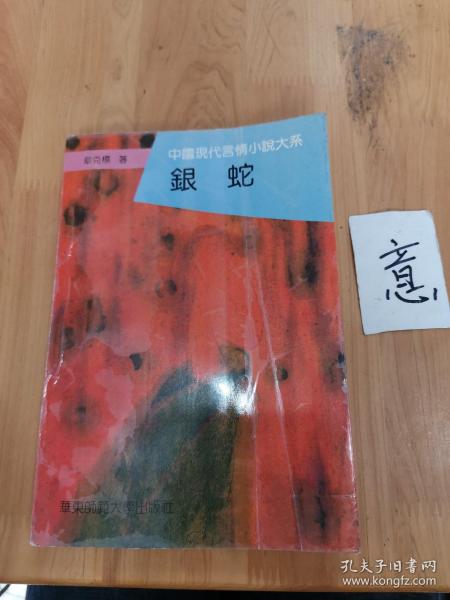 中國現代言情小說大系
章克標 著
銀蛇
意
華東師範大學出版社
孔夫子旧书网
www.kongfz.com